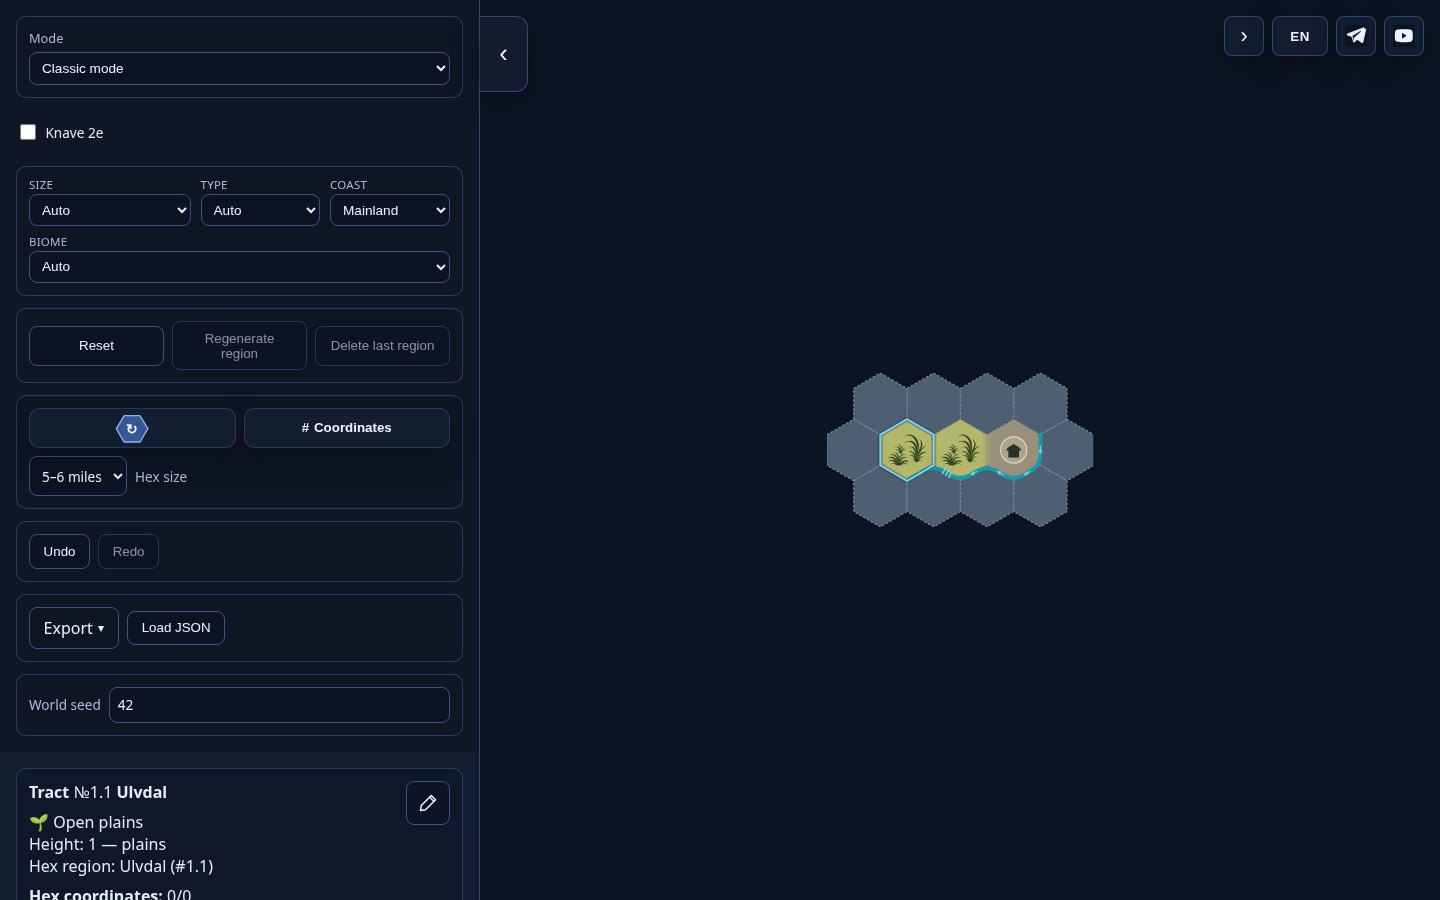 Mode
Classic mode
Knave 2e
SIZE TYPE COAST
Auto Auto Mainland
BIOME
Auto
Reset Regenerate region Delete last region
↻ # Coordinates
5–6 miles Hex size
Undo Redo
Export ▾ Load JSON
World seed 42
Tract №1.1 Ulvdal
🌱 Open plains
Height: 1 — plains
Hex region: Ulvdal (#1.1)
Hex coordinates: 0/0
‹
› EN